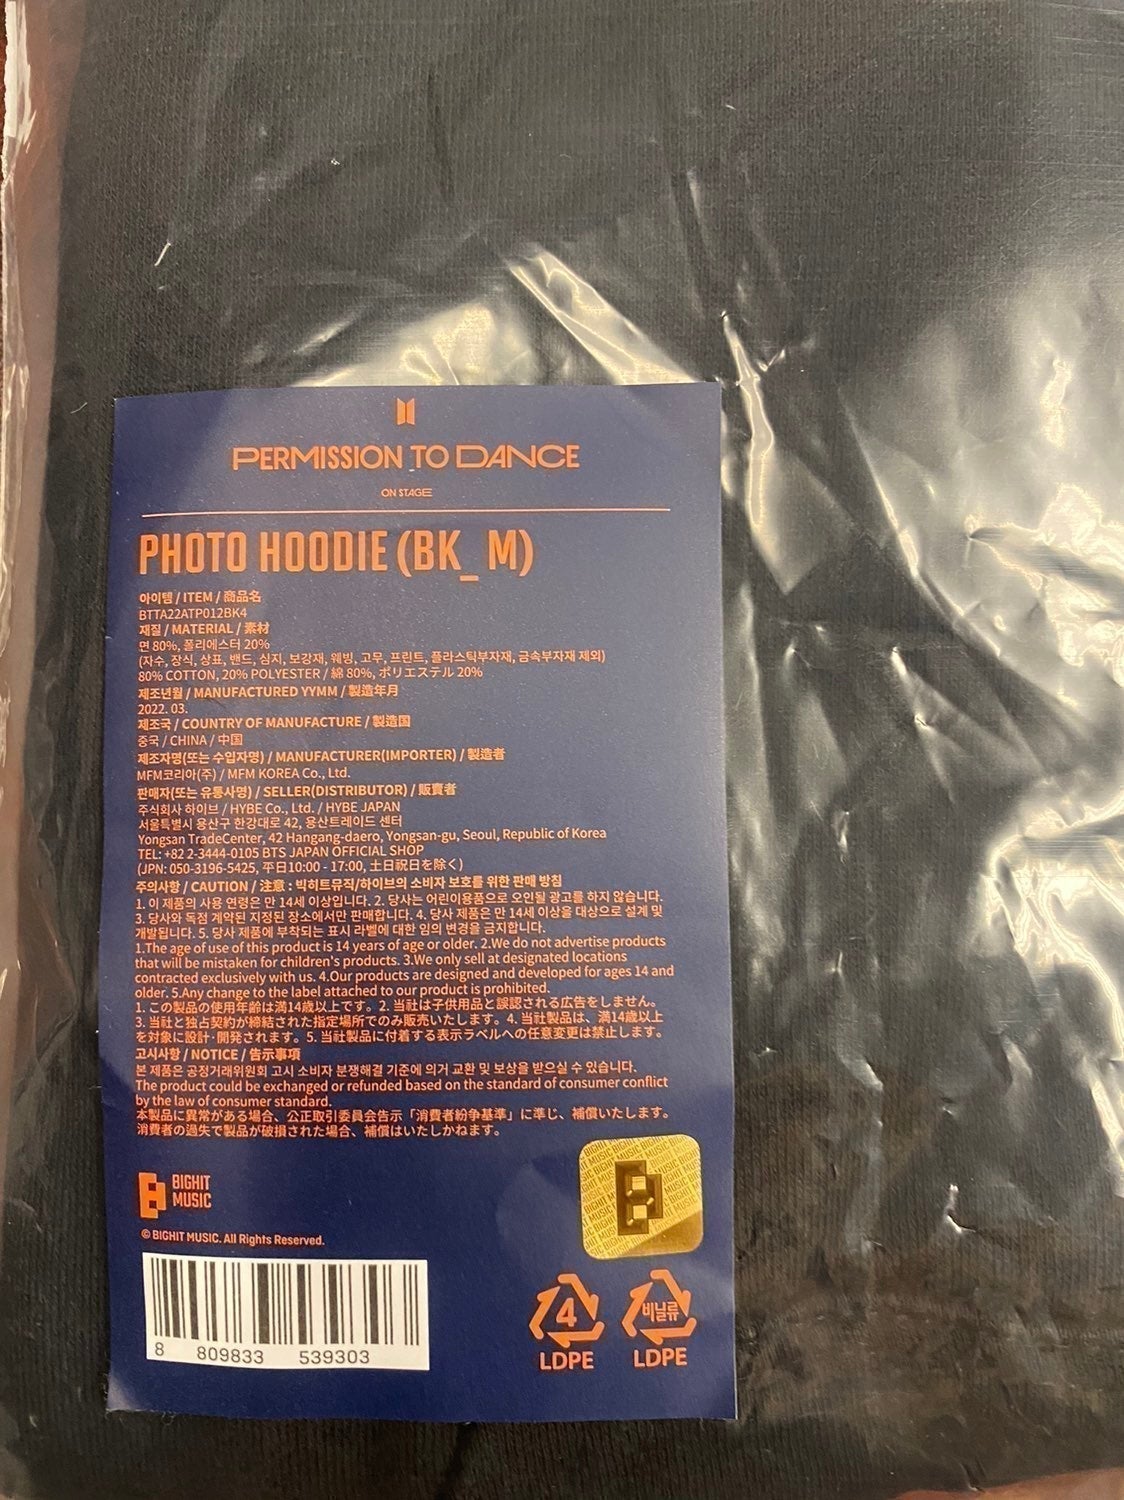 PERMISSION TO DANCE
ON STAGE
PHOTO HOODIE (BK_ M)
아이템 / ITEM / 商品名
BTTA22ATP012BK4
재질 / MATERIAL / 素材
면 80%, 폴리에스터 20%
(자수, 장식, 상표, 밴드, 심지, 보강재, 웨빙, 고무, 프린트, 플라스틱부자재, 금속부자재 제외)
80% COTTON, 20% POLYESTER / 綿 80%, ポリエステル 20%
제조년월 / MANUFACTURED YYMM / 製造年月
2022. 03.
제조국 / COUNTRY OF MANUFACTURE / 製造国
중국 / CHINA / 中国
제조자명(또는 수입자명) / MANUFACTURER(IMPORTER) / 製造者
MFM코리아(주) / MFM KOREA Co., Ltd.
판매자(또는 유통사명) / SELLER(DISTRIBUTOR) / 販賣者
주식회사 하이브 / HYBE Co., Ltd. / HYBE JAPAN
서울특별시 용산구 한강대로 42, 용산트레이드 센터
Yongsan TradeCenter, 42 Hangang-daero, Yongsan-gu, Seoul, Republic of Korea
TEL: +82 2-3444-0105 BTS JAPAN OFFICIAL SHOP
(JPN: 050-3196-5425, 平日10:00 - 17:00, 土日祝日を除く)
주의사항 / CAUTION / 注意 : 빅히트뮤직/하이브의 소비자 보호를 위한 판매 방침
1. 이 제품의 사용 연령은 만 14세 이상입니다. 2. 당사는 어린이용품으로 오인될 광고를 하지 않습니다.
3. 당사와 독점 계약된 지정된 장소에서만 판매합니다. 4. 당사 제품은 만 14세 이상을 대상으로 설계 및
개발됩니다. 5. 당사 제품에 부착되는 표시 라벨에 대한 임의 변경을 금지합니다.
1.The age of use of this product is 14 years of age or older. 2.We do not advertise products
that will be mistaken for children's products. 3.We only sell at designated locations
contracted exclusively with us. 4.Our products are designed and developed for ages 14 and
older. 5.Any change to the label attached to our product is prohibited.
1. この製品の使用年齢は満14歳以上です。2. 当社は子供用品と誤認される広告をしません。
3. 当社と独占契約が締結された指定場所でのみ販売いたします。4. 当社製品は、満14歳以上
を対象に設計·開発されます。5. 当社製品に付着する表示ラベルへの任意変更は禁止します。
고시사항 / NOTICE / 告示事項
본 제품은 공정거래위원회 고시 소비자 분쟁해결 기준에 의거 교환 및 보상을 받으실 수 있습니다.
The product could be exchanged or refunded based on the standard of consumer conflict
by the law of consumer standard.
本製品に異常がある場合、公正取引委員会告示「消費者紛争基準」に準じ、補償いたします。
消費者の過失で製品が破損された場合、補償はいたしかねます。
BIGHIT
MUSIC
© BIGHIT MUSIC. All Rights Reserved.
8 809833 539303
4
LDPE
비닐류
LDPE